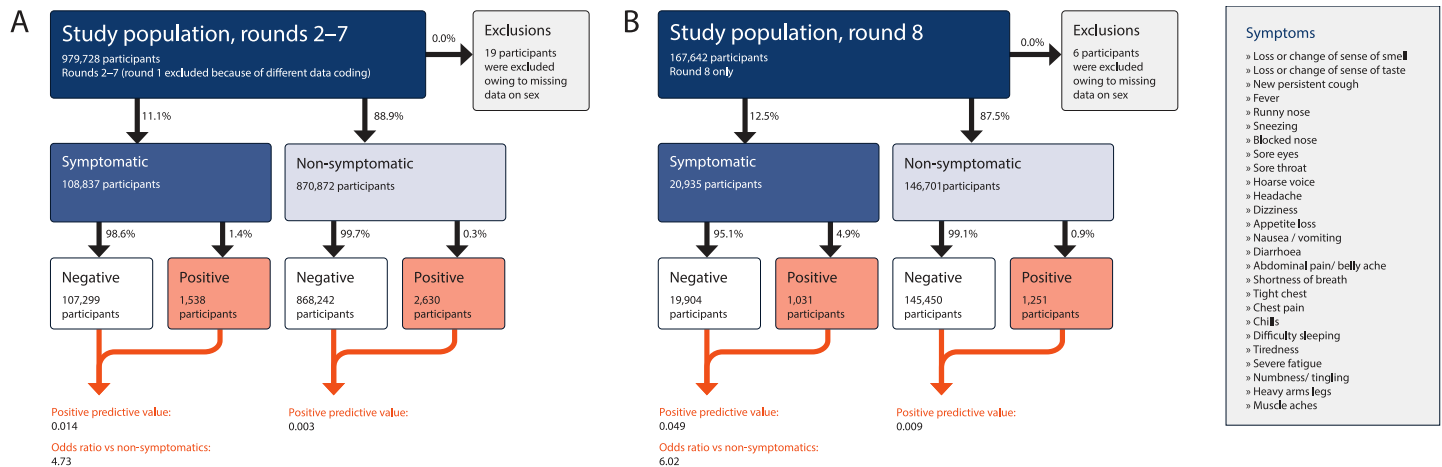 A
Study population, rounds 2–7
979,728 participants
Rounds 2–7 (round 1 excluded because of different data coding)
0.0%
Exclusions
19 participants
were excluded
owing to missing
data on sex
11.1%
88.9%
Symptomatic
108,837 participants
Non-symptomatic
870,872 participants
98.6%
1.4%
99.7%
0.3%
Negative
107,299
participants
Positive
1,538
participants
Negative
868,242
participants
Positive
2,630
participants
Positive predictive value:
0.014
Odds ratio vs non-symptomatics:
4.73
Positive predictive value:
0.003
B
Study population, round 8
167,642 participants
Round 8 only
0.0%
Exclusions
6 participants
were excluded
owing to missing
data on sex
12.5%
87.5%
Symptomatic
20,935 participants
Non-symptomatic
146,701participants
95.1%
4.9%
99.1%
0.9%
Negative
19,904
participants
Positive
1,031
participants
Negative
145,450
participants
Positive
1,251
participants
Positive predictive value:
0.049
Odds ratio vs non-symptomatics:
6.02
Positive predictive value:
0.009
Symptoms
» Loss or change of sense of smell
» Loss or change of sense of taste
» New persistent cough
» Fever
» Runny nose
» Sneezing
» Blocked nose
» Sore eyes
» Sore throat
» Hoarse voice
» Headache
» Dizziness
» Appetite loss
» Nausea / vomiting
» Diarrhoea
» Abdominal pain/ belly ache
» Shortness of breath
» Tight chest
» Chest pain
» Chills
» Difficulty sleeping
» Tiredness
» Severe fatigue
» Numbness/ tingling
» Heavy arms legs
» Muscle aches